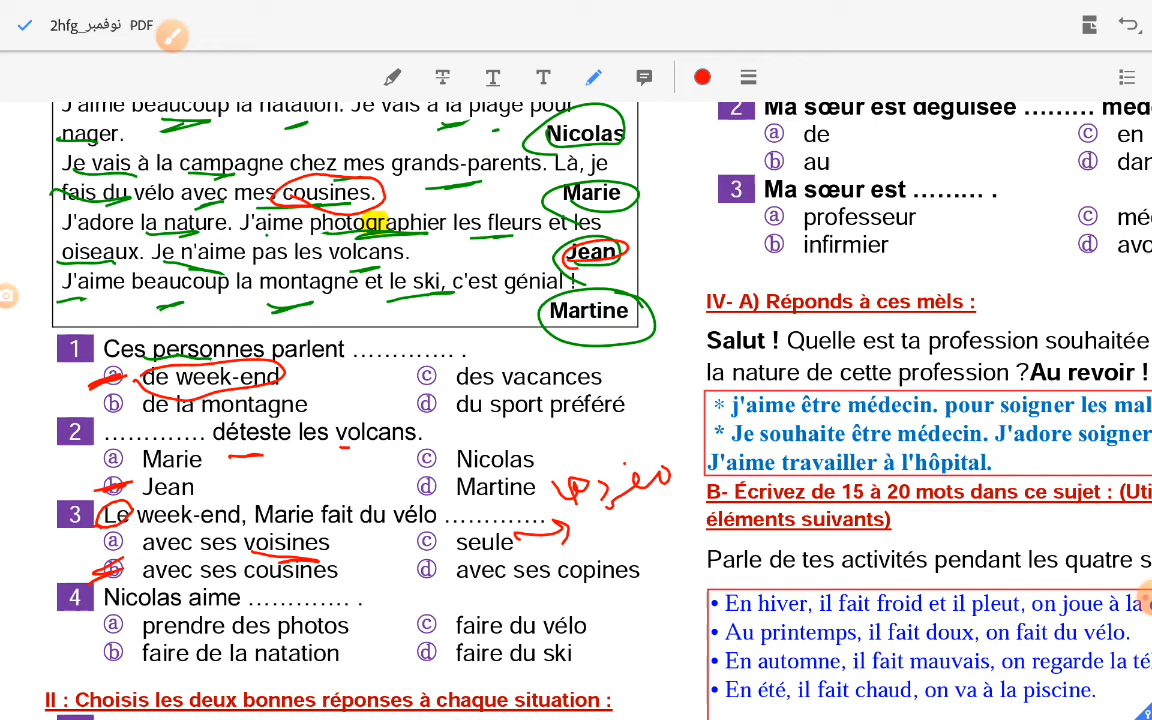 2hfg_نوفمبر PDF
J'aime beaucoup la natation. Je vais à la plage pour
nager.
Nicolas
Je vais à la campagne chez mes grands-parents. Là, je
fais du vélo avec mes cousines.
Marie
J'adore la nature. J'aime photographier les fleurs et les
oiseaux. Je n'aime pas les volcans.
Jean
J'aime beaucoup la montagne et le ski, c'est génial !
Martine
1 Ces personnes parlent …………. .
a de week-end
c des vacances
b de la montagne
d du sport préféré
2 …………. déteste les volcans.
a Marie
c Nicolas
b Jean
d Martine
3 Le week-end, Marie fait du vélo ………….
a avec ses voisines
c seule
b avec ses cousines
d avec ses copines
4 Nicolas aime …………. .
a prendre des photos
c faire du vélo
b faire de la natation
d faire du ski
II : Choisis les deux bonnes réponses à chaque situation :
2 Ma sœur est déguisée ……… méde
a de
c en
b au
d dan
3 Ma sœur est ……… .
a professeur
c mé
b infirmier
d avo
IV- A) Réponds à ces mèls :
Salut ! Quelle est ta profession souhaitée
la nature de cette profession ?Au revoir !
* j'aime être médecin. pour soigner les mal
* Je souhaite être médecin. J'adore soigner
J'aime travailler à l'hôpital.
B- Écrivez de 15 à 20 mots dans ce sujet : (Uti
éléments suivants)
Parle de tes activités pendant les quatre s
• En hiver, il fait froid et il pleut, on joue à la
• Au printemps, il fait doux, on fait du vélo.
• En automne, il fait mauvais, on regarde la té
• En été, il fait chaud, on va à la piscine.